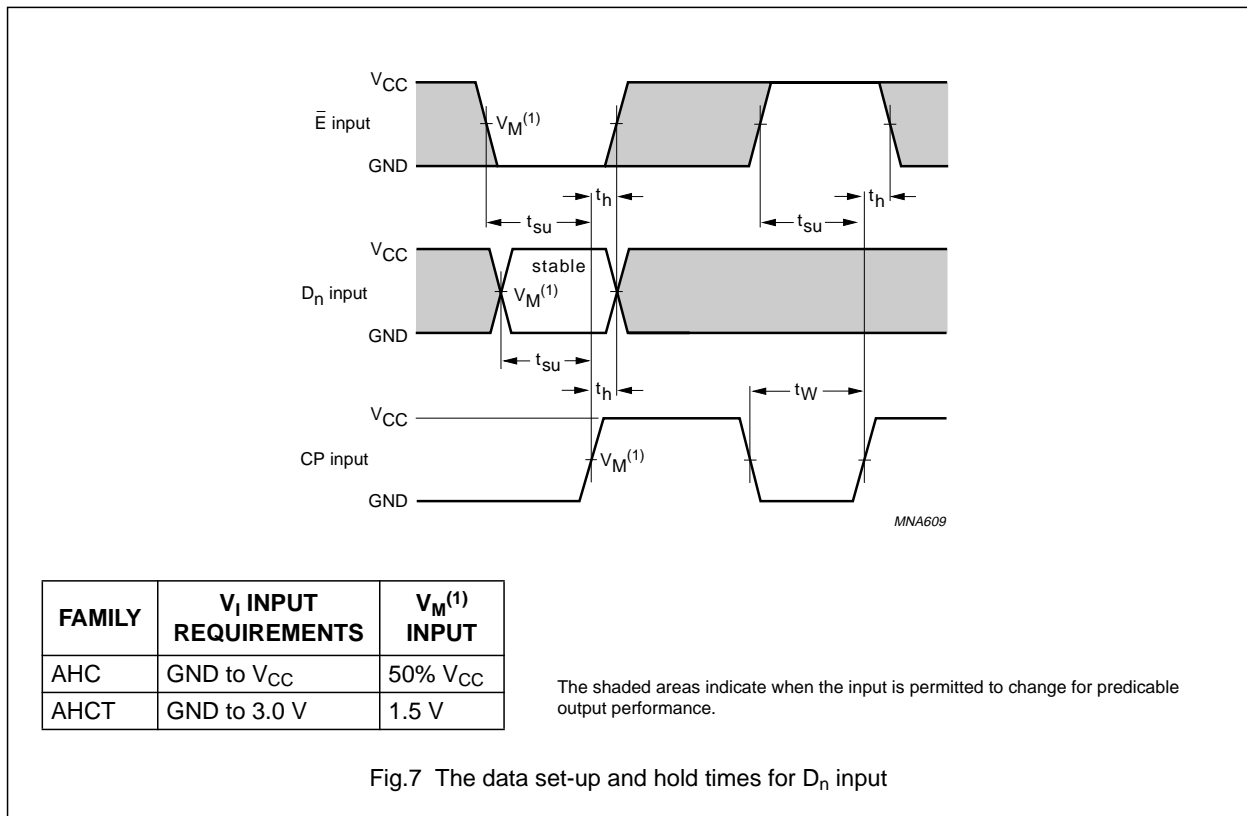 VCC
E̅ input
VM(1)
GND
th
th
tsu
tsu
VCC
stable
Dn input
VM(1)
GND
tsu
th
tW
VCC
CP input
VM(1)
GND
MNA609
FAMILY VI INPUT REQUIREMENTS VM(1) INPUT
AHC GND to VCC 50% VCC
AHCT GND to 3.0 V 1.5 V
The shaded areas indicate when the input is permitted to change for predicable
output performance.
Fig.7 The data set-up and hold times for Dn input